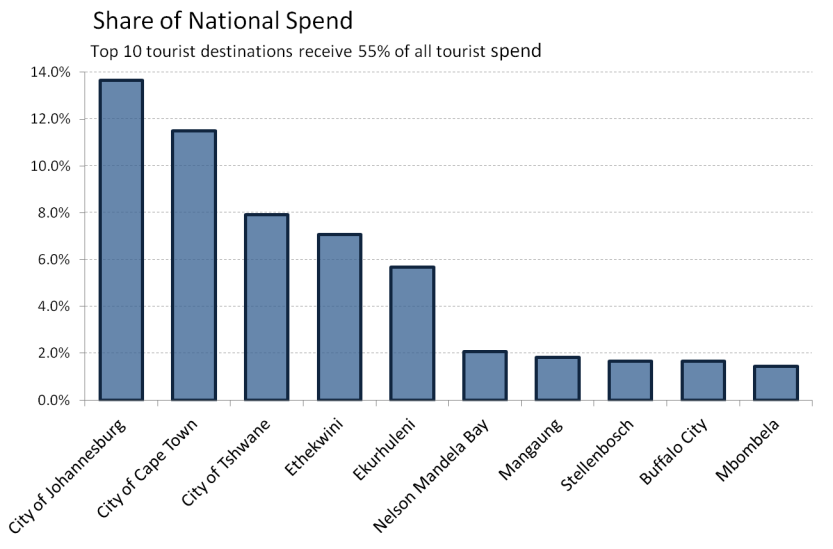 Share of National Spend
Top 10 tourist destinations receive 55% of all tourist spend
14.0%
12.0%
10.0%
8.0%
6.0%
4.0%
2.0%
0.0%
City of Johannesburg
City of Cape Town
City of Tshwane
Ethekwini
Ekurhuleni
Nelson Mandela Bay
Mangaung
Stellenbosch
Buffalo City
Mbombela